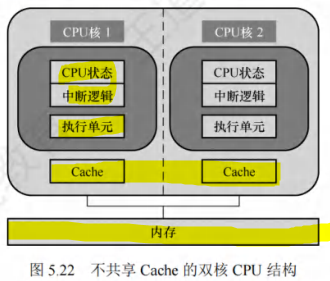 CPU核 1
CPU核 2
CPU状态
CPU状态
中断逻辑
中断逻辑
执行单元
执行单元
Cache
Cache
内存
图 5.22 不共享 Cache 的双核 CPU 结构